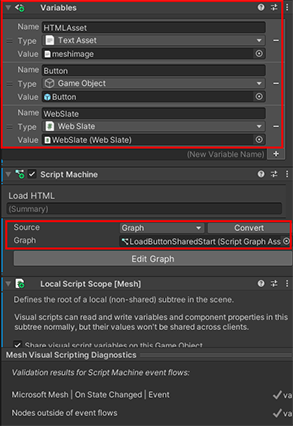 Variables
Name HTMLAsset
Type Text Asset
Value meshimage
Name Button
Type Game Object
Value Button
Name WebSlate
Type Web Slate
Value WebSlate (Web Slate)
(New Variable Name)
Script Machine
Load HTML
(Summary)
Source Graph Convert
Graph LoadButtonSharedStart (Script Graph Ass
Edit Graph
Local Script Scope [Mesh]
Defines the root of a local (non-shared) subtree in the scene.
Visual scripts can read and write variables and component properties in
this subtree normally, but their values won't be shared across clients.
Share visual script variables on this Game Object
Mesh Visual Scripting Diagnostics
Validation results for Script Machine event flows:
Microsoft Mesh | On State Changed | Event va
Nodes outside of event flows va